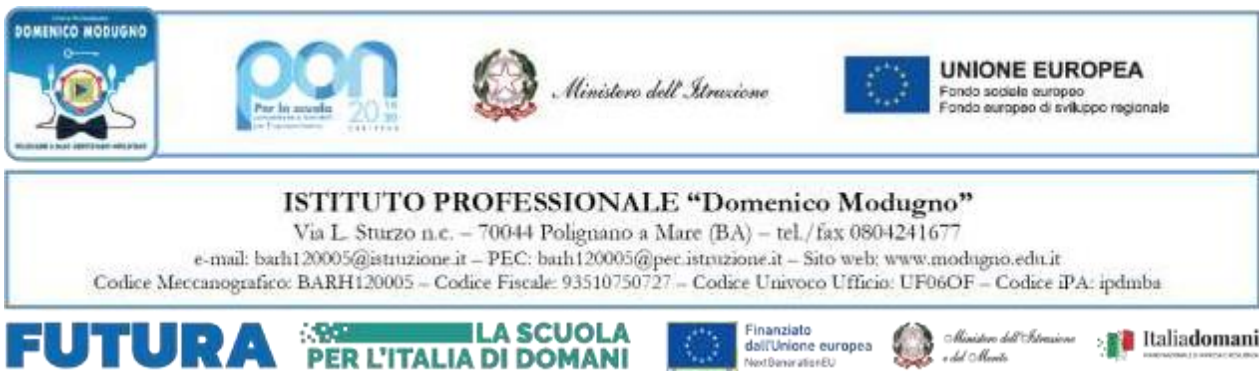 DOMENICO MODUGNO
pon
Per la scuola
20
Ministero dell'Istruzione
UNIONE EUROPEA
Fondo sociale europeo
Fondo europeo di sviluppo regionale
ISTITUTO PROFESSIONALE “Domenico Modugno”
Via L. Sturzo n.c. – 70044 Polignano a Mare (BA) – tel./fax 0804241677
e-mail: barh120005@istruzione.it – PEC: barh120005@pec.istruzione.it – Sito web: www.modugno.edu.it
Codice Meccanografico: BARH120005 – Codice Fiscale: 93510750727 – Codice Univoco Ufficio: UF06OF – Codice iPA: ipdmba
FUTURA
LA SCUOLA
PER L'ITALIA DI DOMANI
Finanziato
dall'Unione europea
NextGenerationEU
Ministero dell'Istruzione
e del Merito
Italiadomani